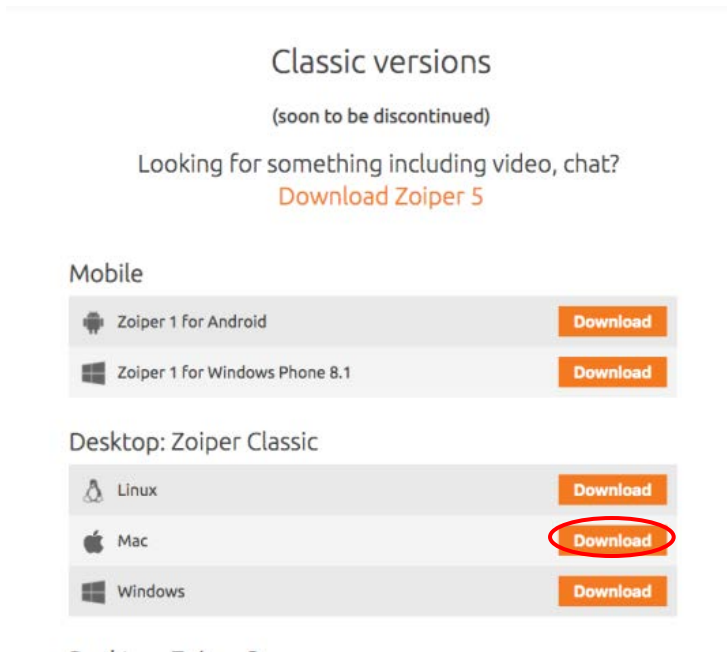 Classic versions
(soon to be discontinued)
Looking for something including video, chat?
Download Zoiper 5
Mobile
Zoiper 1 for Android Download
Zoiper 1 for Windows Phone 8.1 Download
Desktop: Zoiper Classic
Linux Download
Mac Download
Windows Download